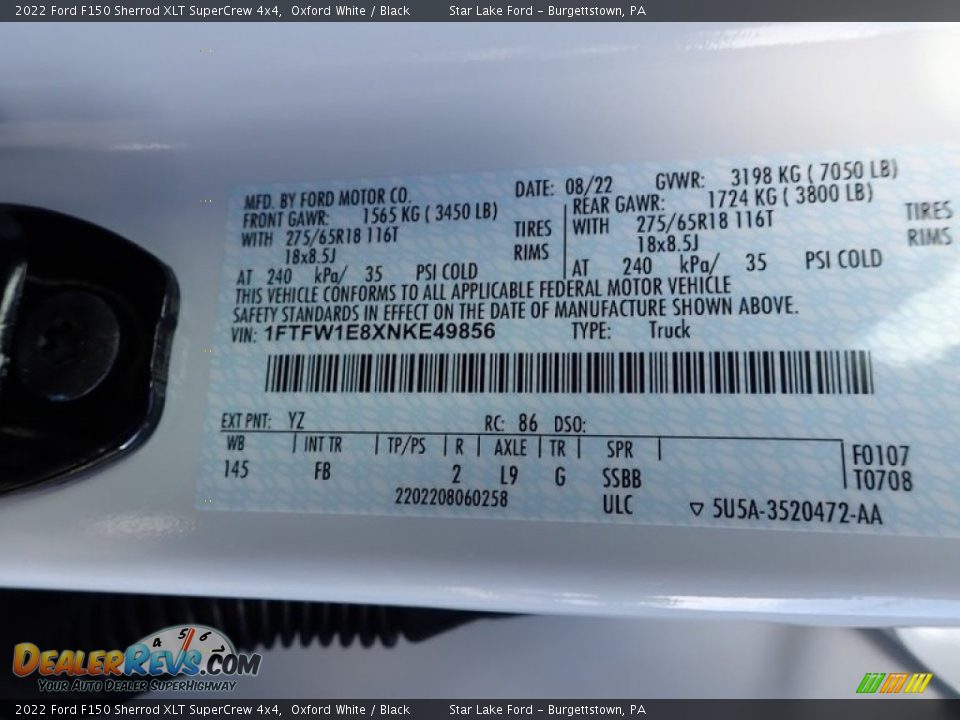 2022 Ford F150 Sherrod XLT SuperCrew 4x4, Oxford White / Black Star Lake Ford - Burgettstown, PA
MFD. BY FORD MOTOR CO. DATE: 08/22 GVWR: 3198 KG ( 7050 LB)
FRONT GAWR: 1565 KG ( 3450 LB) REAR GAWR: 1724 KG ( 3800 LB)
WITH 275/65R18 116T TIRES WITH 275/65R18 116T TIRES
18x8.5J RIMS 18x8.5J RIMS
AT 240 kPa/ 35 PSI COLD AT 240 kPa/ 35 PSI COLD
THIS VEHICLE CONFORMS TO ALL APPLICABLE FEDERAL MOTOR VEHICLE
SAFETY STANDARDS IN EFFECT ON THE DATE OF MANUFACTURE SHOWN ABOVE.
VIN: 1FTFW1E8XNKE49856 TYPE: Truck
EXT PNT: YZ RC: 86 DSO:
WB INT TR TP/PS R AXLE TR SPR F0107
145 FB 2 L9 G SSBB T0708
2202208060258 ULC ▽ 5U5A-3520472-AA
4 5 6
DealerRevs.com
Your Auto Dealer SuperHighway
2022 Ford F150 Sherrod XLT SuperCrew 4x4, Oxford White / Black Star Lake Ford - Burgettstown, PA